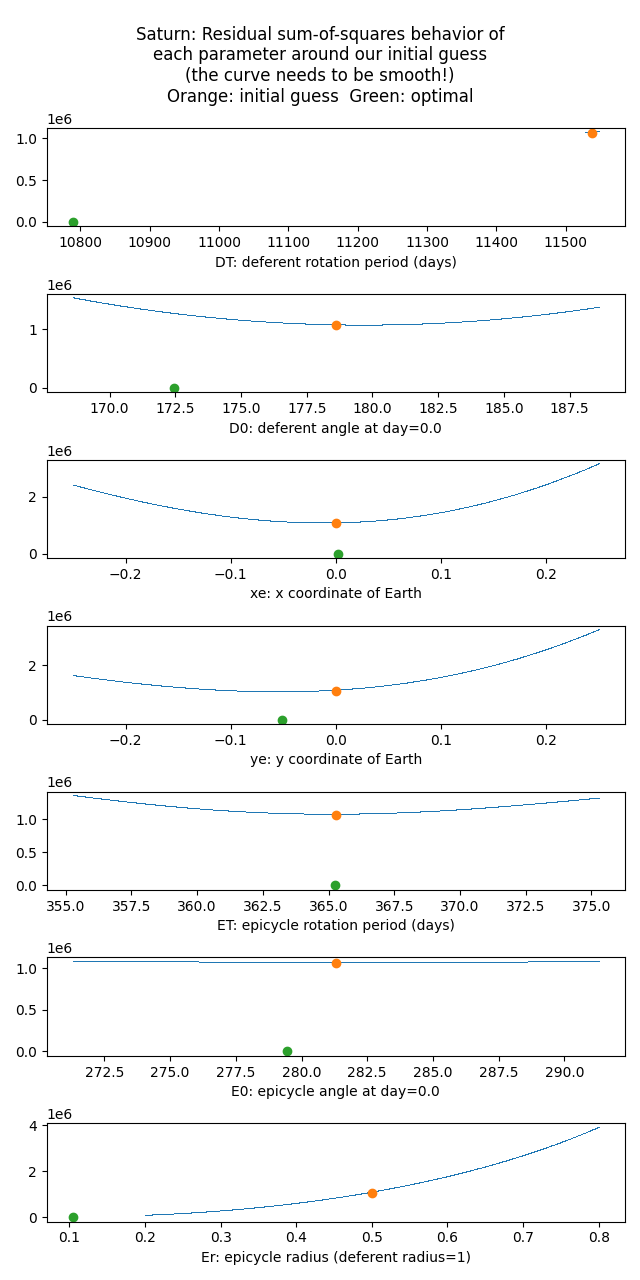 Saturn: Residual sum-of-squares behavior of
each parameter around our initial guess
(the curve needs to be smooth!)
Orange: initial guess  Green: optimal
1e6
1.0
0.5
0.0
10800 10900 11000 11100 11200 11300 11400 11500
DT: deferent rotation period (days)
1e6
1
0
170.0 172.5 175.0 177.5 180.0 182.5 185.0 187.5
D0: deferent angle at day=0.0
1e6
2
0
−0.2 −0.1 0.0 0.1 0.2
xe: x coordinate of Earth
1e6
2
0
−0.2 −0.1 0.0 0.1 0.2
ye: y coordinate of Earth
1e6
1.0
0.5
0.0
355.0 357.5 360.0 362.5 365.0 367.5 370.0 372.5 375.0
ET: epicycle rotation period (days)
1e6
1.0
0.5
0.0
272.5 275.0 277.5 280.0 282.5 285.0 287.5 290.0
E0: epicycle angle at day=0.0
1e6
4
2
0
0.1 0.2 0.3 0.4 0.5 0.6 0.7 0.8
Er: epicycle radius (deferent radius=1)